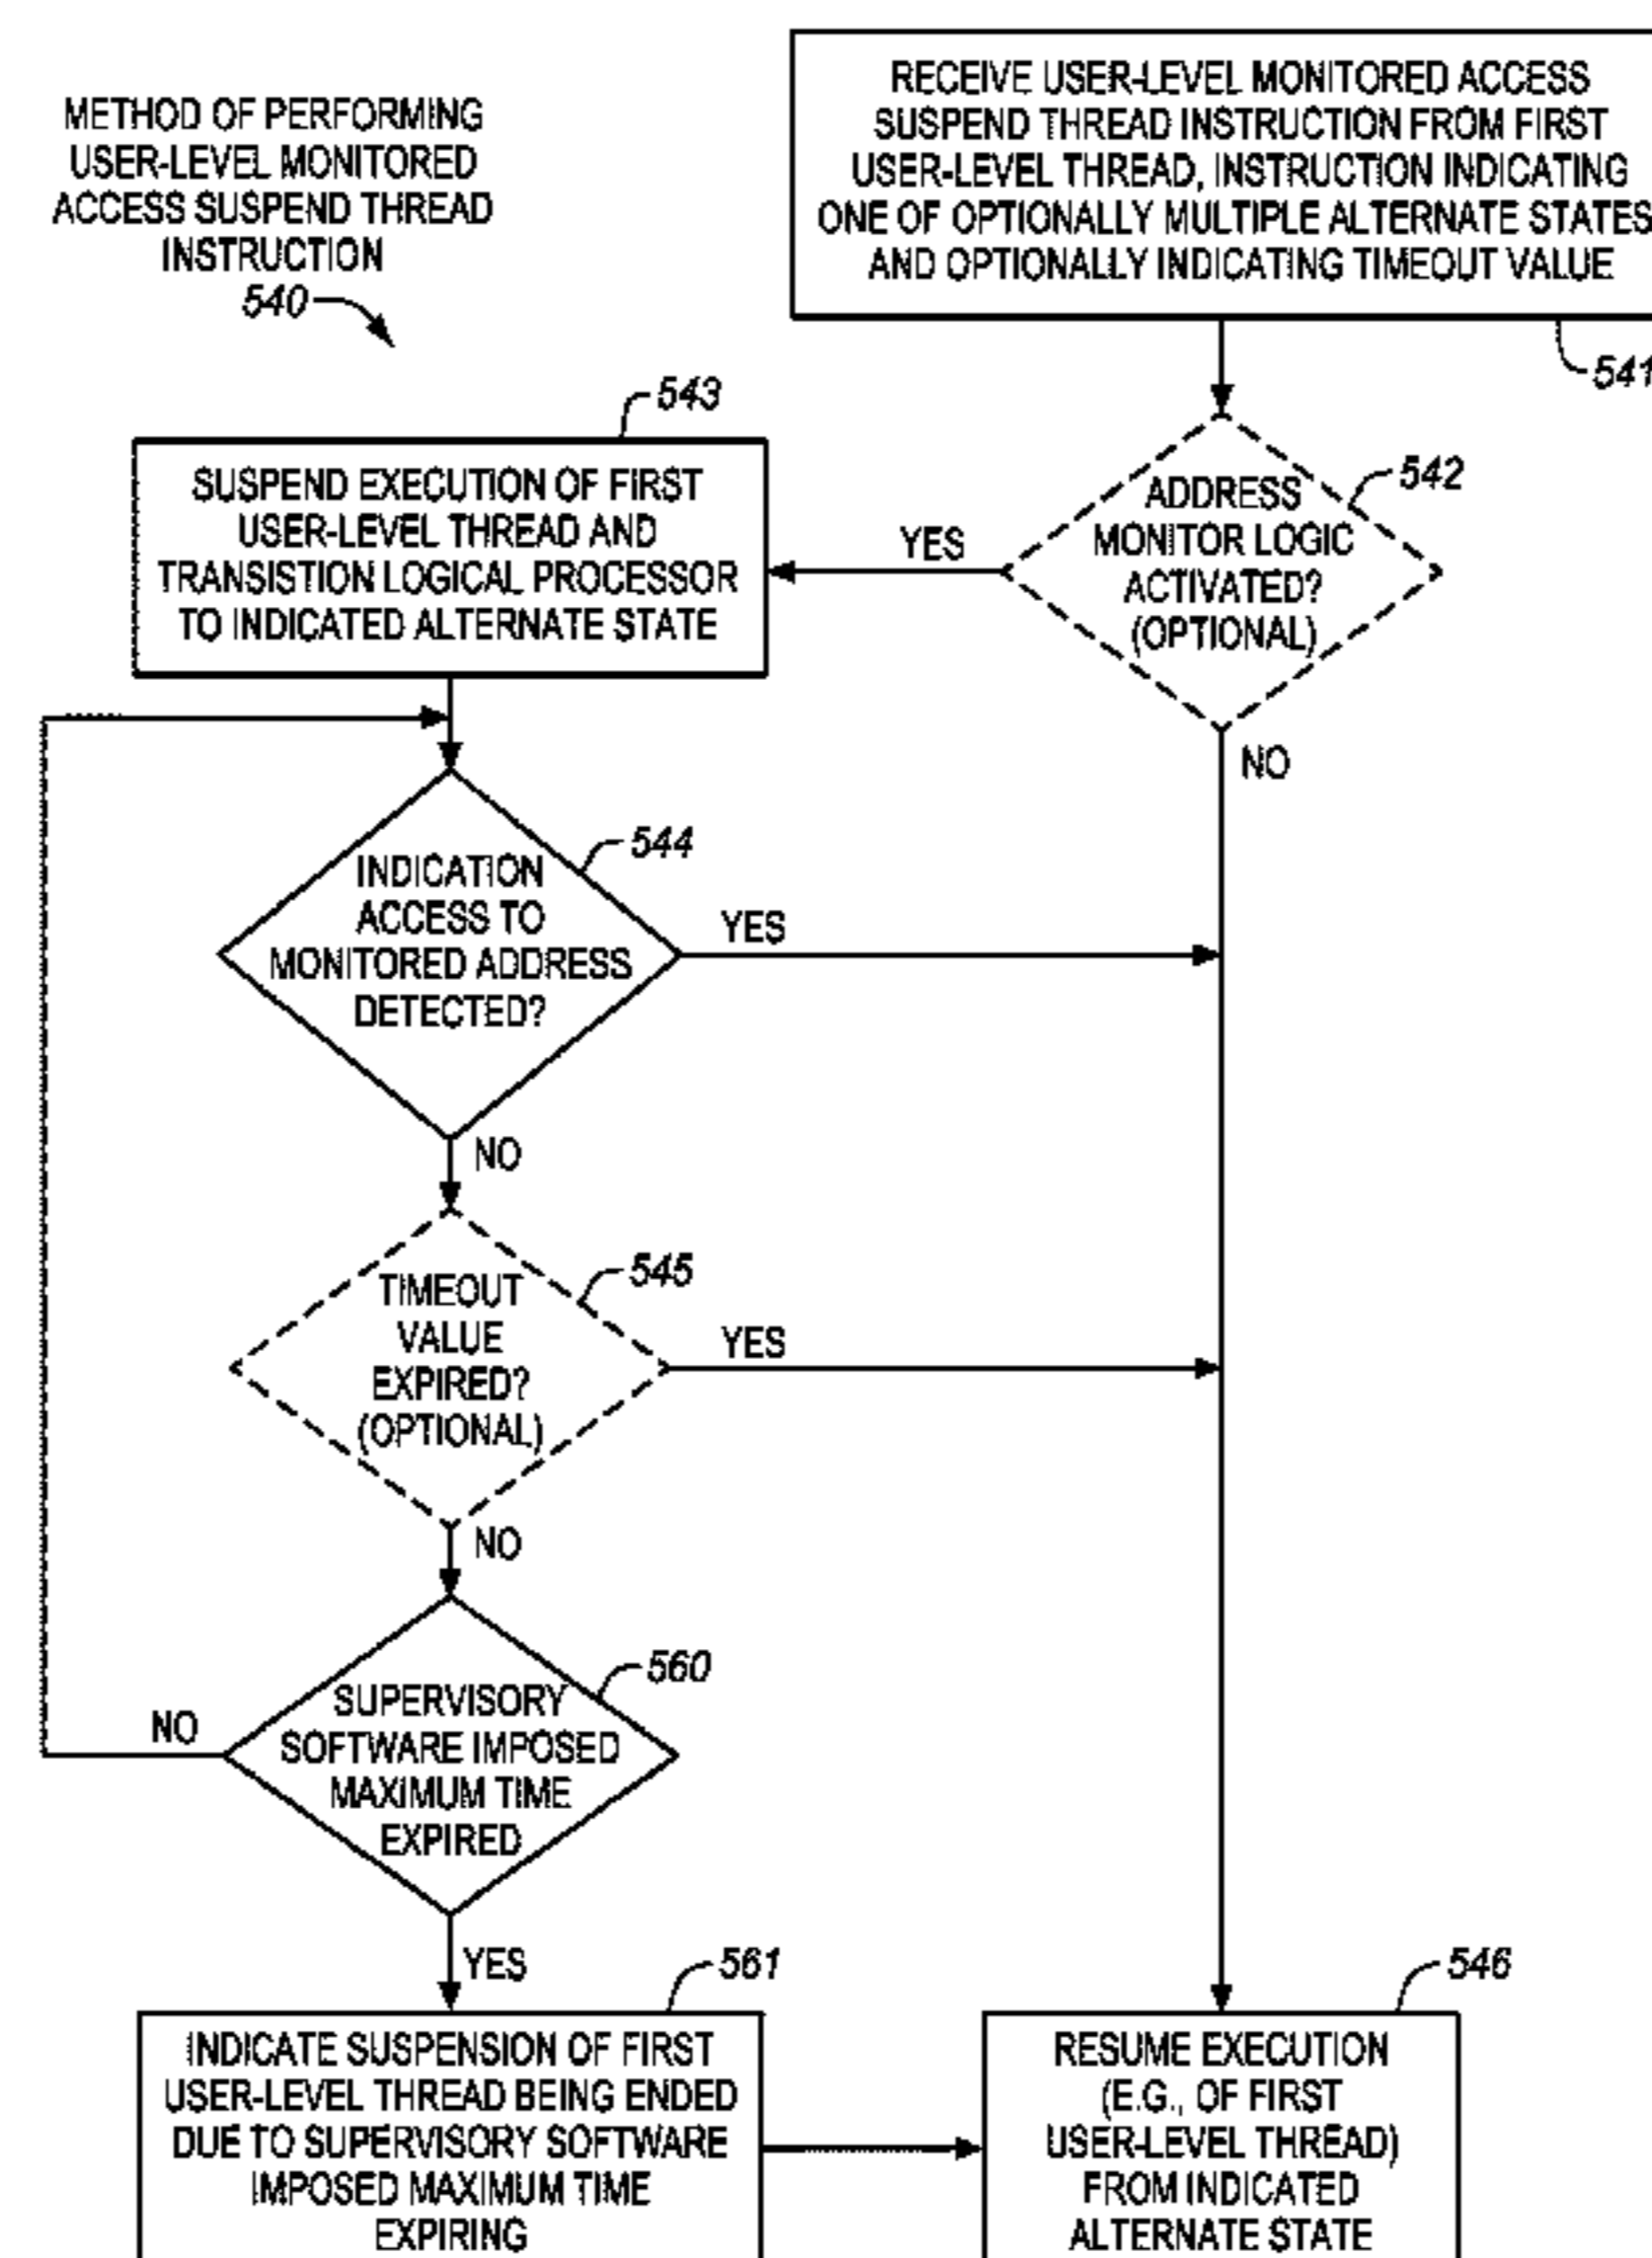 METHOD OF PERFORMING
USER-LEVEL MONITORED
ACCESS SUSPEND THREAD
INSTRUCTION
540
RECEIVE USER-LEVEL MONITORED ACCESS
SUSPEND THREAD INSTRUCTION FROM FIRST
USER-LEVEL THREAD, INSTRUCTION INDICATING
ONE OF OPTIONALLY MULTIPLE ALTERNATE STATES
AND OPTIONALLY INDICATING TIMEOUT VALUE
541
543
SUSPEND EXECUTION OF FIRST
USER-LEVEL THREAD AND
TRANSISTION LOGICAL PROCESSOR
TO INDICATED ALTERNATE STATE
YES
542
ADDRESS
MONITOR LOGIC
ACTIVATED?
(OPTIONAL)
NO
544
INDICATION
ACCESS TO
MONITORED ADDRESS
DETECTED?
YES
NO
545
TIMEOUT
VALUE
EXPIRED?
(OPTIONAL)
YES
NO
560
SUPERVISORY
SOFTWARE IMPOSED
MAXIMUM TIME
EXPIRED
NO
YES
561
INDICATE SUSPENSION OF FIRST
USER-LEVEL THREAD BEING ENDED
DUE TO SUPERVISORY SOFTWARE
IMPOSED MAXIMUM TIME
EXPIRING
546
RESUME EXECUTION
(E.G., OF FIRST
USER-LEVEL THREAD)
FROM INDICATED
ALTERNATE STATE